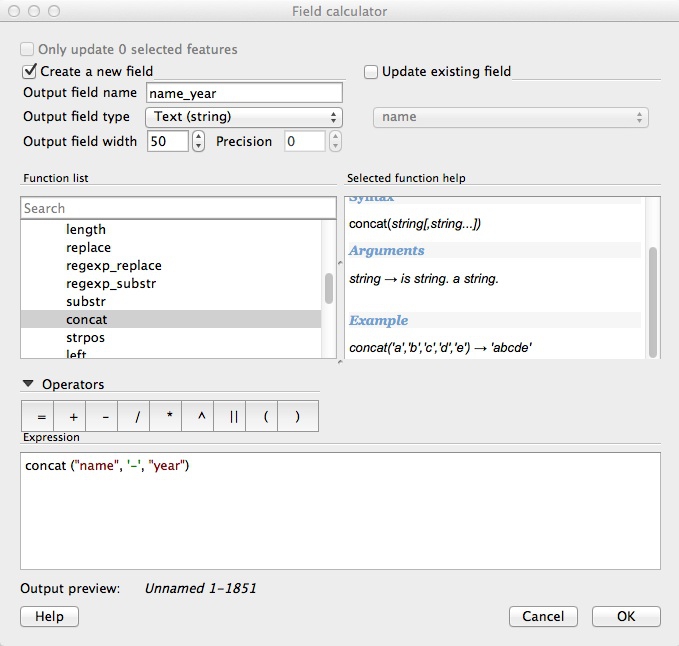 Field calculator
Only update 0 selected features
Create a new field
Update existing field
Output field name name_year
Output field type Text (string) name
Output field width 50 Precision 0
Function list
Selected function help
Search
length
replace
regexp_replace
regexp_substr
substr
concat
strpos
left
Syntax
concat(string[,string...])
Arguments
string → is string. a string.
Example
concat('a','b','c','d','e') → 'abcde'
Operators
= + - / * ^ || ( )
Expression
concat ("name", '-', "year")
Output preview: Unnamed 1-1851
Help Cancel OK